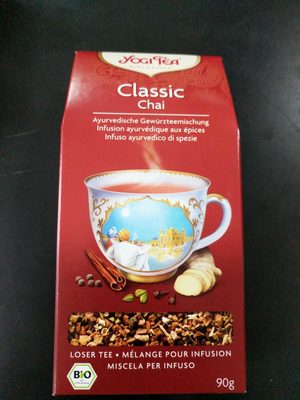 YOGI TEA
Classic
Chai
Ayurvedische Gewürzteemischung
Infusion ayurvédique aux épices
Infuso ayurvedico di spezie
LOSER TEE • MÉLANGE POUR INFUSION
MISCELA PER INFUSO
BIO
90g